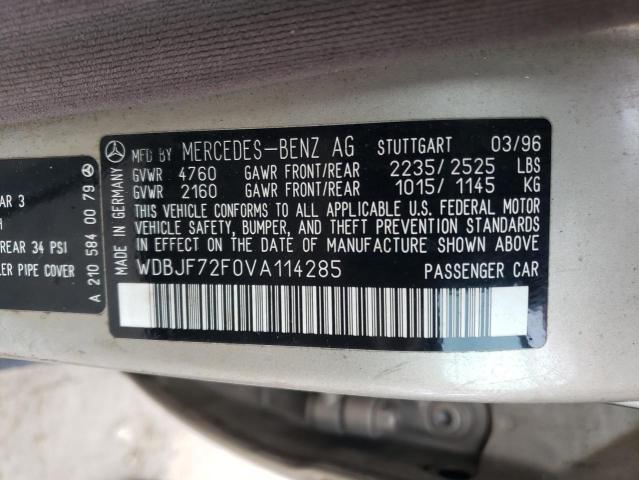 MFD BY MERCEDES-BENZ AG STUTTGART 03/96
GVWR 4760 GAWR FRONT/REAR 2235/2525 LBS
GVWR 2160 GAWR FRONT/REAR 1015/1145 KG
THIS VEHICLE CONFORMS TO ALL APPLICABLE U.S. FEDERAL MOTOR
VEHICLE SAFETY, BUMPER, AND THEFT PREVENTION STANDARDS
IN EFFECT ON THE DATE OF MANUFACTURE SHOWN ABOVE.
WDBJF72F0VA114285 PASSENGER CAR
MADE IN GERMANY
A 210 584 00 79
AR 3
H
REAR 34 PSI
LER PIPE COVER